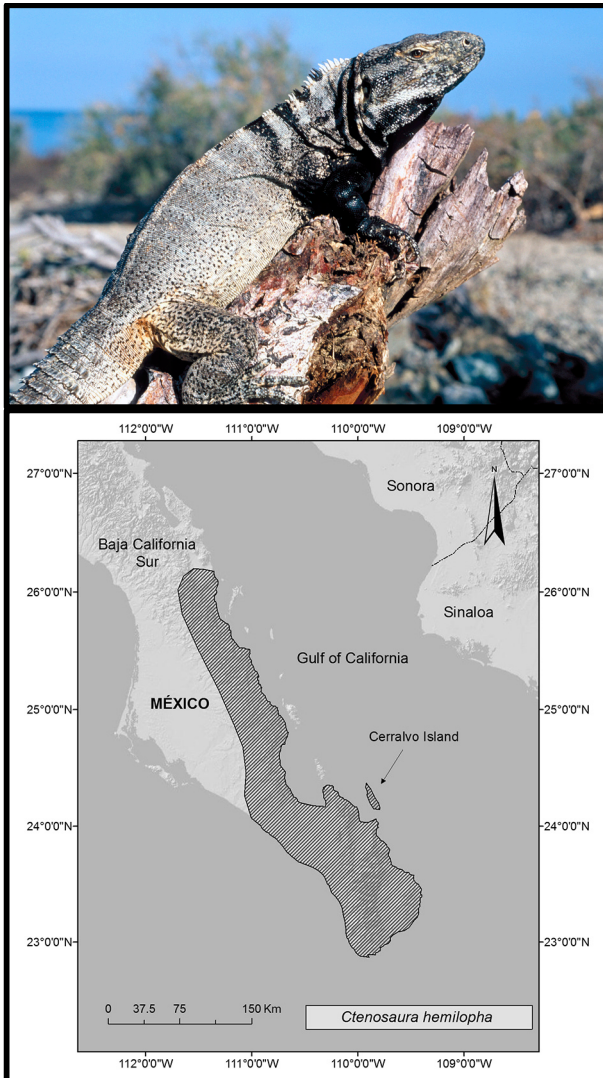 112°0'0"W 111°0'0"W 110°0'0"W 109°0'0"W
27°0'0"N 27°0'0"N
Sonora
N
Baja California
Sur
26°0'0"N 26°0'0"N
Sinaloa
Gulf of California
25°0'0"N 25°0'0"N
MÉXICO
Cerralvo Island
24°0'0"N 24°0'0"N
23°0'0"N 23°0'0"N
0 37.5 75 150 Km
Ctenosaura hemilopha
112°0'0"W 111°0'0"W 110°0'0"W 109°0'0"W